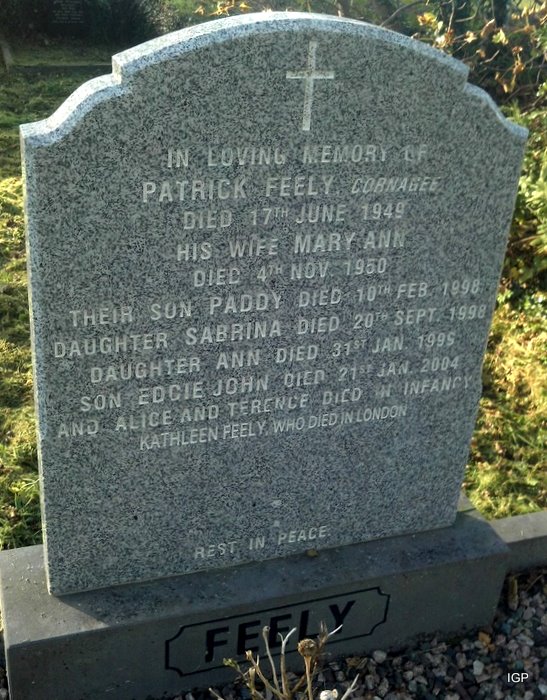 IN LOVING MEMORY OF
PATRICK FEELY CORNAGEE
DIED 17TH JUNE 1949
HIS WIFE MARY ANN
DIED 4TH NOV. 1950
THEIR SON PADDY DIED 10TH FEB. 1998
DAUGHTER SABRINA DIED 20TH SEPT. 1998
DAUGHTER ANN DIED 31ST JAN. 1999
SON EDDIE JOHN DIED 21ST JAN. 2004
AND ALICE AND TERENCE DIED IN INFANCY
KATHLEEN FEELY, WHO DIED IN LONDON
REST IN PEACE
FEELY
IGP